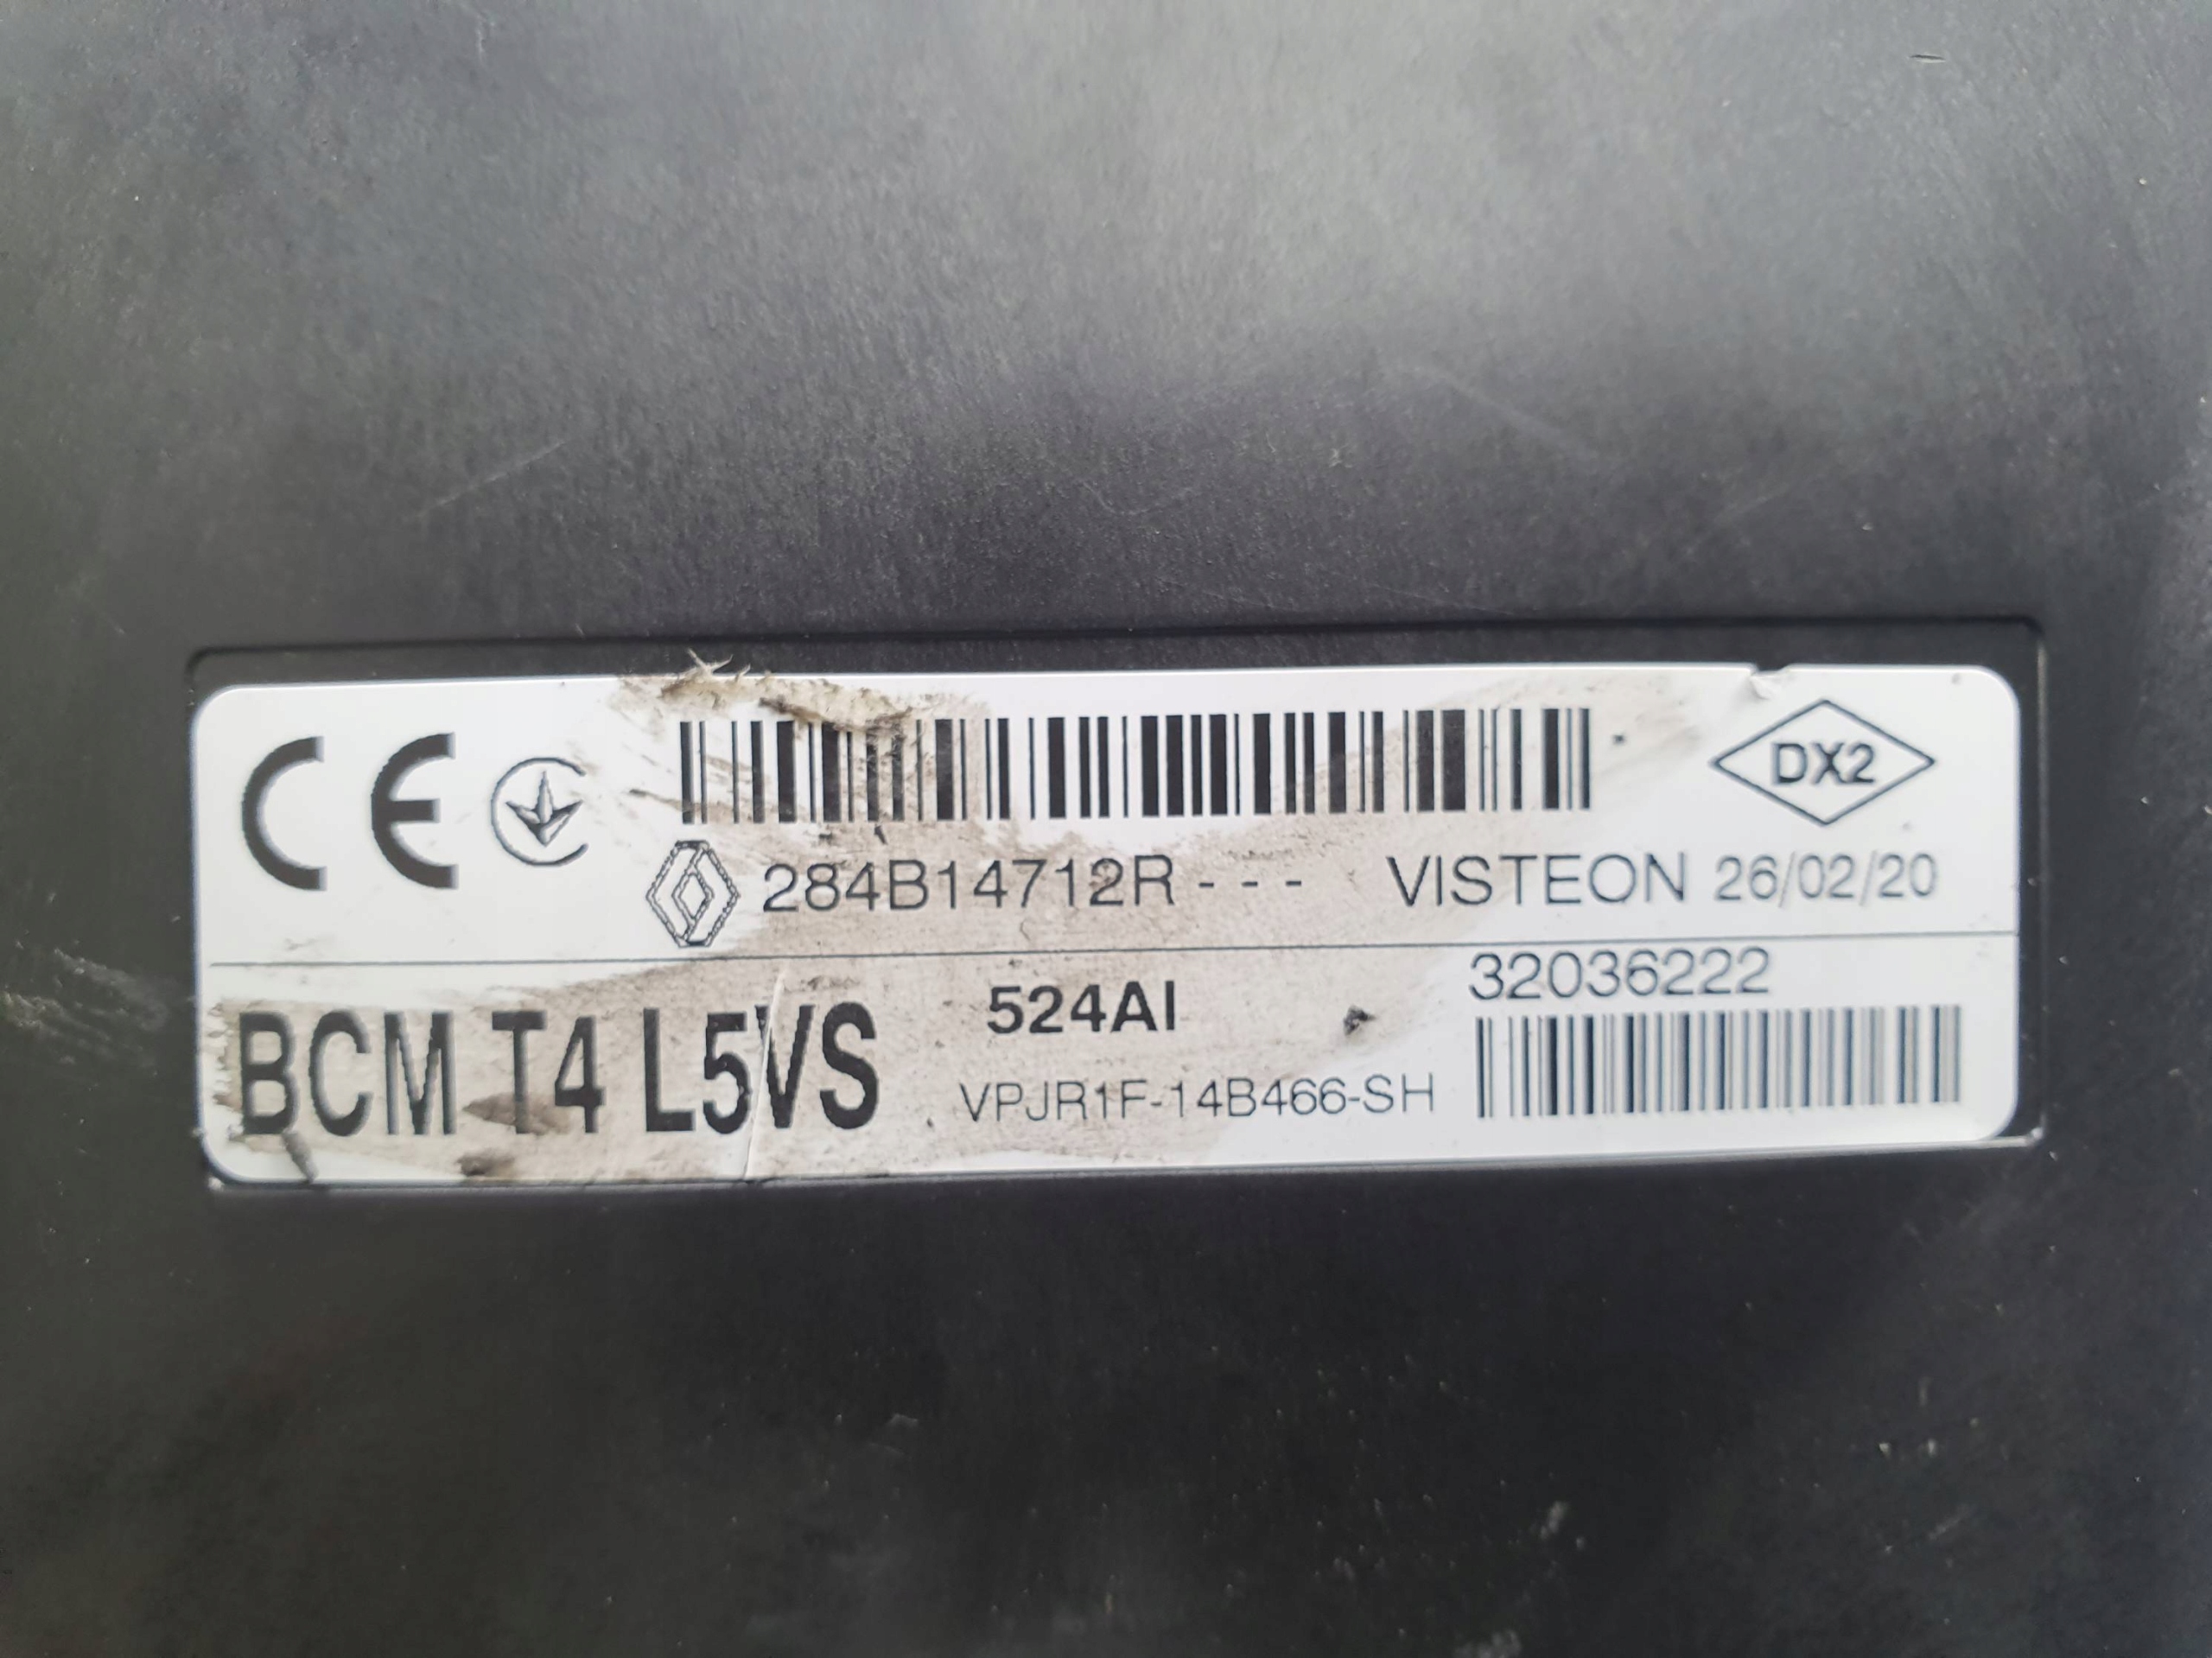 CE
DX2
284B14712R--- VISTEON 26/02/20
BCM T4 L5VS
524AI
VPJR1F-14B466-SH
32036222